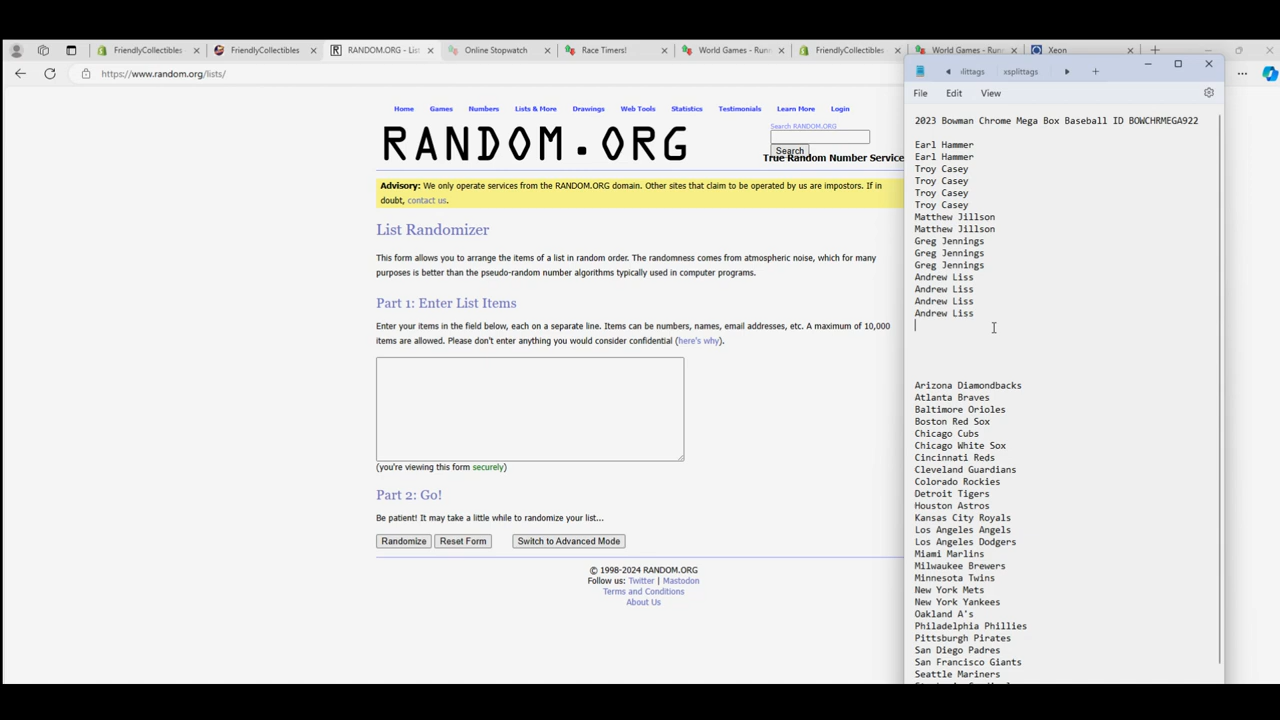 FriendlyCollectibles
FriendlyCollectibles
RANDOM.ORG - List
Online Stopwatch
Race Timers!
World Games - Runn
FriendlyCollectibles
World Games - Runn
Xeon
https://www.random.org/lists/
Home Games Numbers Lists & More Drawings Web Tools Statistics Testimonials Learn More Login
RANDOM.ORG
Search RANDOM.ORG
Search
True Random Number Service
Advisory: We only operate services from the RANDOM.ORG domain. Other sites that claim to be operated by us are impostors. If in
doubt, contact us.
List Randomizer
This form allows you to arrange the items of a list in random order. The randomness comes from atmospheric noise, which for many
purposes is better than the pseudo-random number algorithms typically used in computer programs.
Part 1: Enter List Items
Enter your items in the field below, each on a separate line. Items can be numbers, names, email addresses, etc. A maximum of 10,000
items are allowed. Please don't enter anything you would consider confidential (here's why).
(you're viewing this form securely)
Part 2: Go!
Be patient! It may take a little while to randomize your list...
Randomize Reset Form Switch to Advanced Mode
© 1998-2024 RANDOM.ORG
Follow us: Twitter | Mastodon
Terms and Conditions
About Us
xsplittags
File Edit View
2023 Bowman Chrome Mega Box Baseball ID BOWCHRMEGA922
Earl Hammer
Earl Hammer
Troy Casey
Troy Casey
Troy Casey
Troy Casey
Matthew Jillson
Matthew Jillson
Greg Jennings
Greg Jennings
Greg Jennings
Andrew Liss
Andrew Liss
Andrew Liss
Andrew Liss
Arizona Diamondbacks
Atlanta Braves
Baltimore Orioles
Boston Red Sox
Chicago Cubs
Chicago White Sox
Cincinnati Reds
Cleveland Guardians
Colorado Rockies
Detroit Tigers
Houston Astros
Kansas City Royals
Los Angeles Angels
Los Angeles Dodgers
Miami Marlins
Milwaukee Brewers
Minnesota Twins
New York Mets
New York Yankees
Oakland A's
Philadelphia Phillies
Pittsburgh Pirates
San Diego Padres
San Francisco Giants
Seattle Mariners